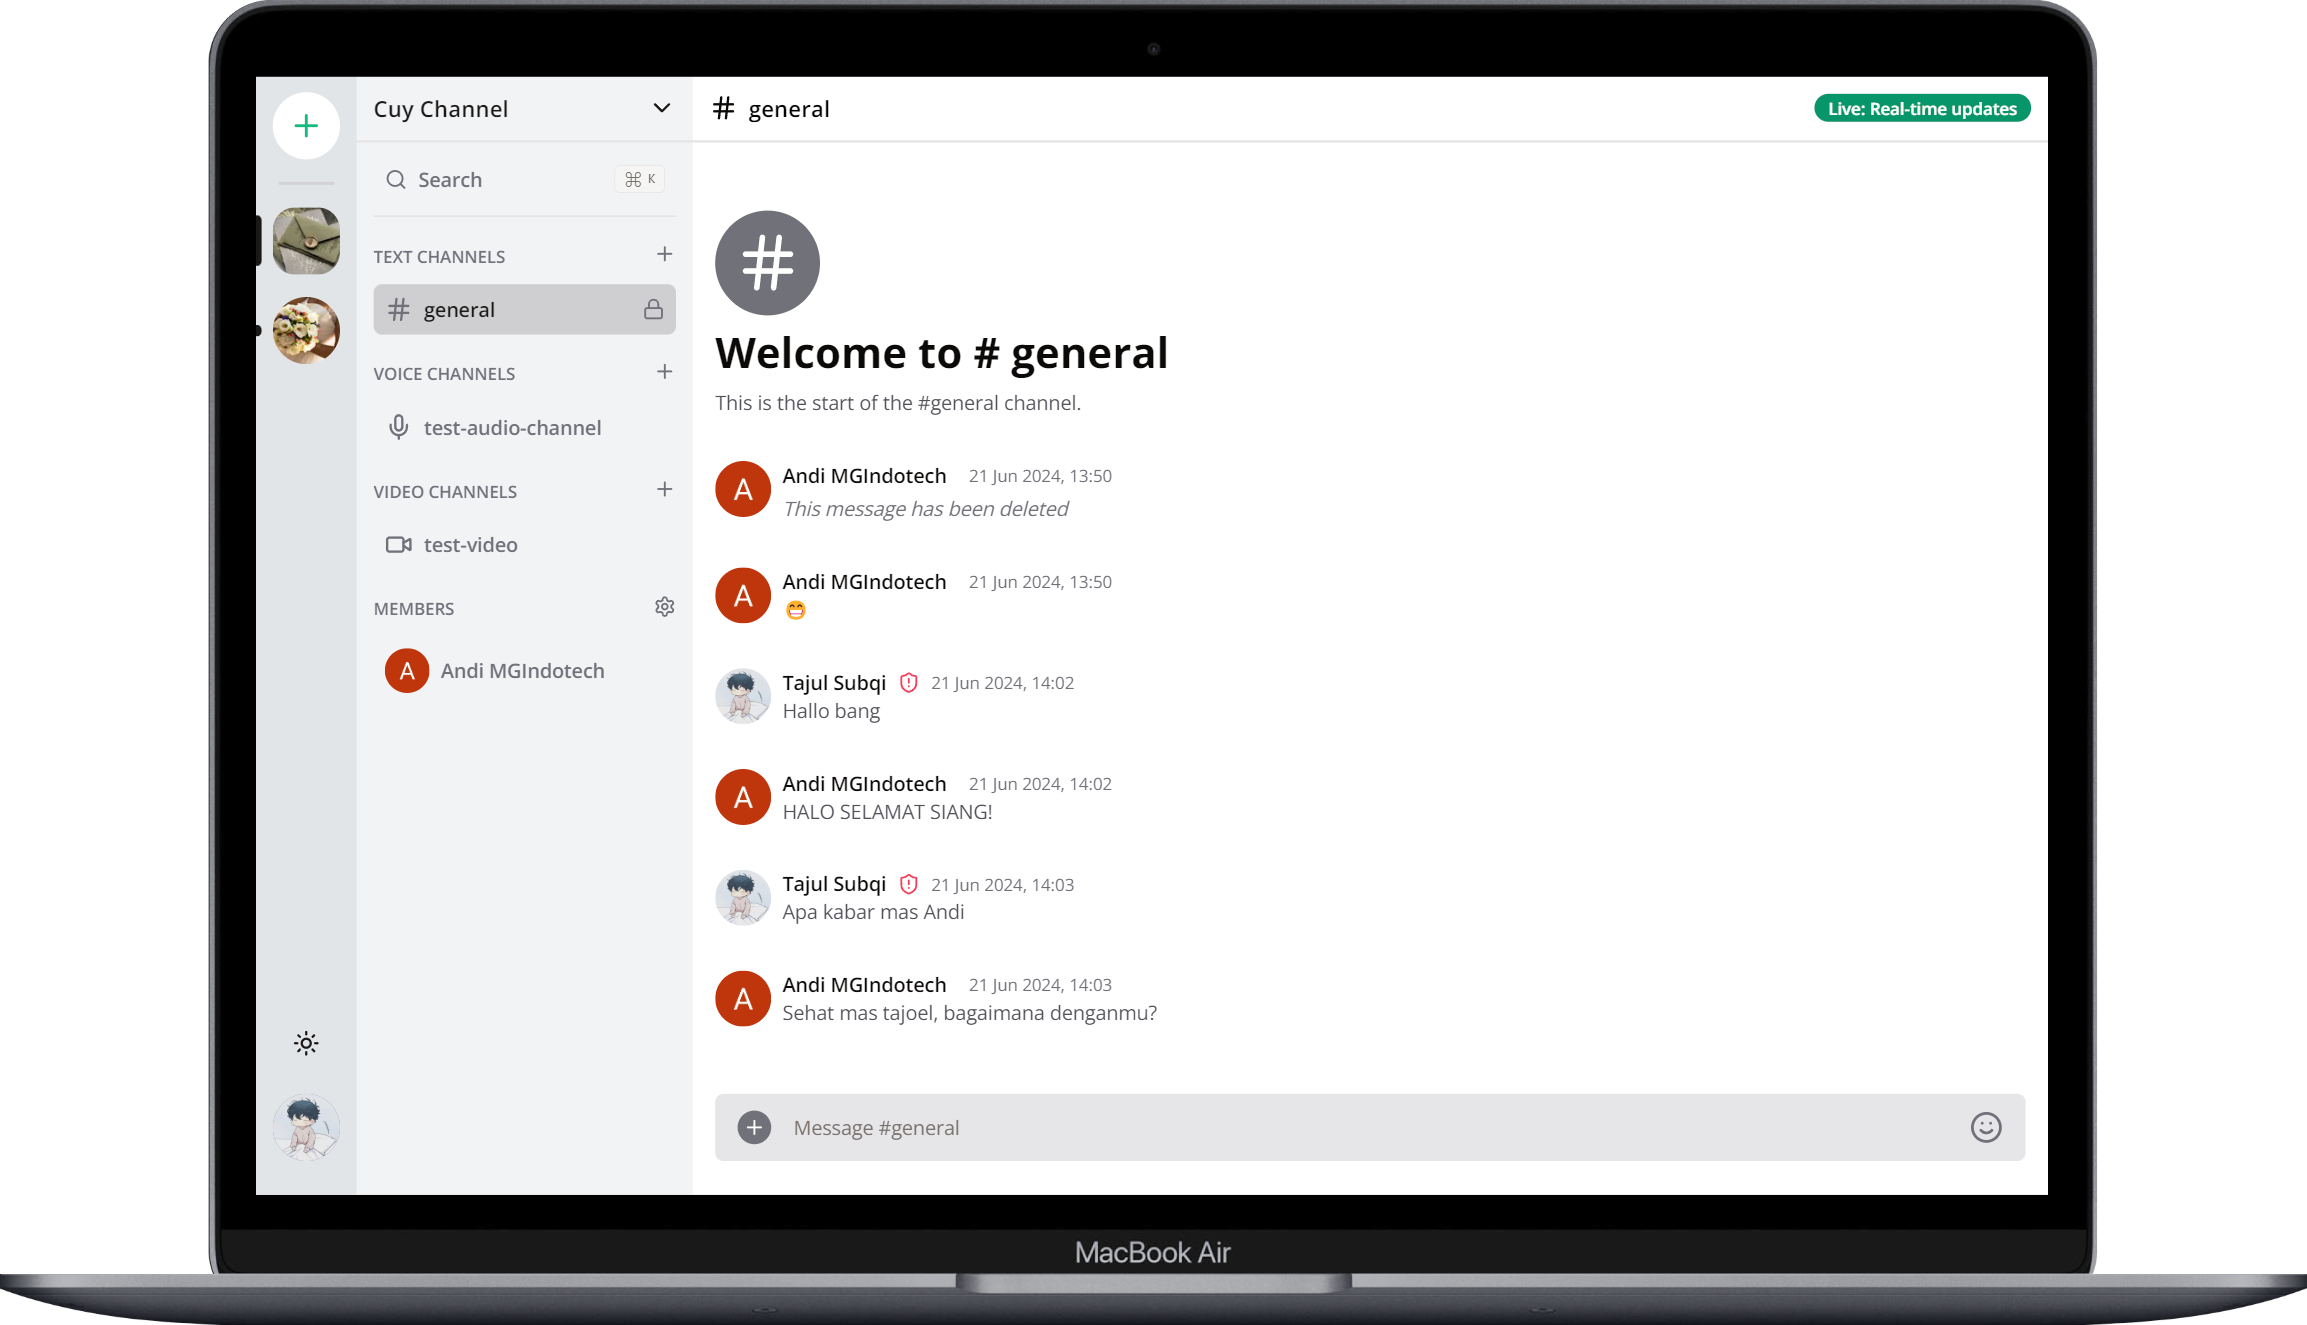 Cuy Channel
Search
⌘ K
TEXT CHANNELS
general
VOICE CHANNELS
test-audio-channel
VIDEO CHANNELS
test-video
MEMBERS
A Andi MGIndotech
# general
Live: Real-time updates
#
Welcome to # general
This is the start of the #general channel.
A Andi MGIndotech 21 Jun 2024, 13:50
This message has been deleted
A Andi MGIndotech 21 Jun 2024, 13:50
😁
Tajul Subqi 21 Jun 2024, 14:02
Hallo bang
A Andi MGIndotech 21 Jun 2024, 14:02
HALO SELAMAT SIANG!
Tajul Subqi 21 Jun 2024, 14:03
Apa kabar mas Andi
A Andi MGIndotech 21 Jun 2024, 14:03
Sehat mas tajoel, bagaimana denganmu?
Message #general
MacBook Air